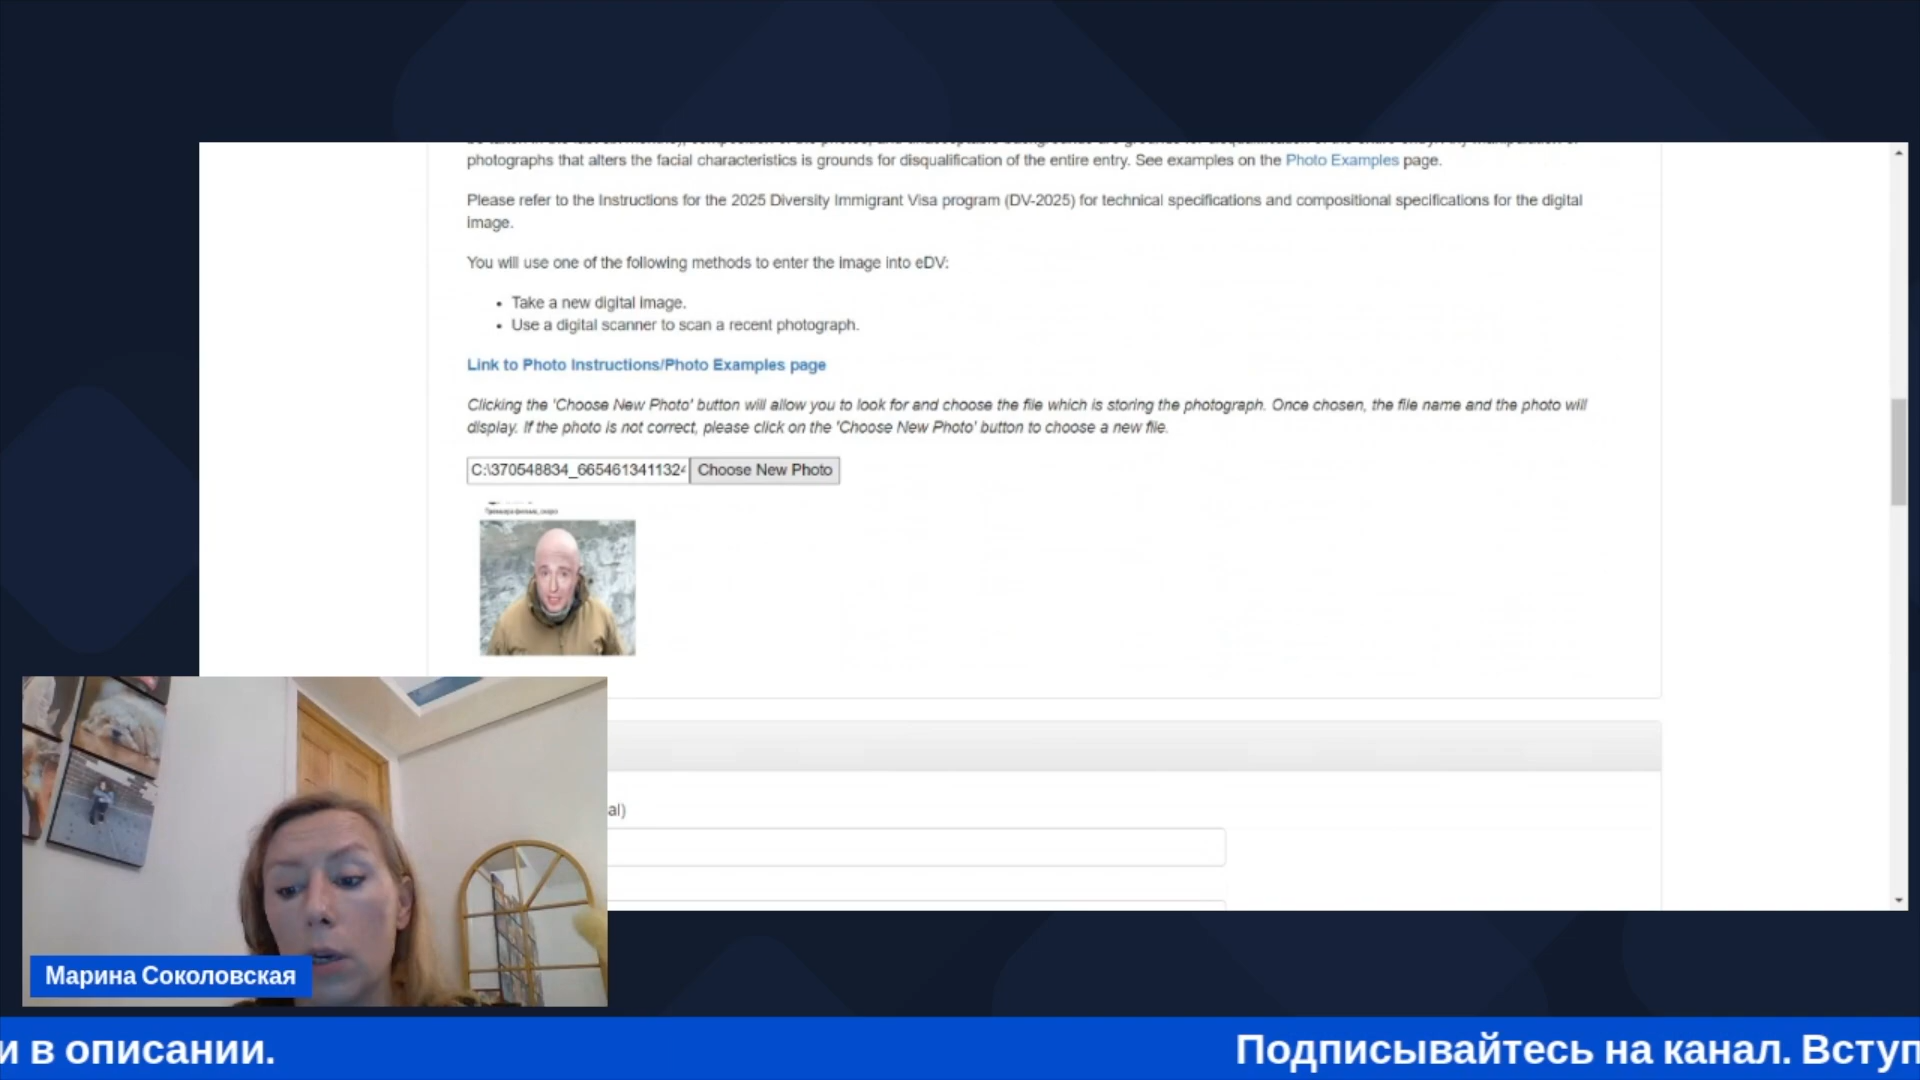 photographs that alters the facial characteristics is grounds for disqualification of the entire entry. See examples on the Photo Examples page.
Please refer to the Instructions for the 2025 Diversity Immigrant Visa program (DV-2025) for technical specifications and compositional specifications for the digital
image.
You will use one of the following methods to enter the image into eDV:
• Take a new digital image.
• Use a digital scanner to scan a recent photograph.
Link to Photo Instructions/Photo Examples page
Clicking the 'Choose New Photo' button will allow you to look for and choose the file which is storing the photograph. Once chosen, the file name and the photo will
display. If the photo is not correct, please click on the 'Choose New Photo' button to choose a new file.
C:\370548834_6654613411324 Choose New Photo
al)
Марина Соколовская
и в описании.
Подписывайтесь на канал. Вступ